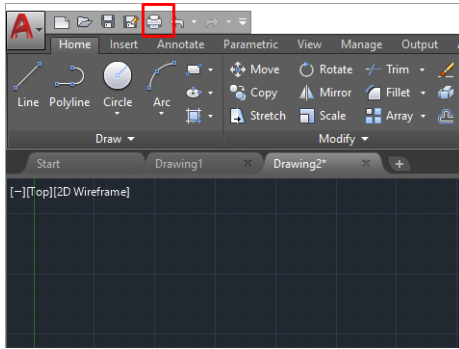 A
Home Insert Annotate Parametric View Manage Output
Line Polyline Circle Arc
Move Rotate Trim
Copy Mirror Fillet
Stretch Scale Array
Draw Modify
Start Drawing1 Drawing2* +
[−][Top][2D Wireframe]